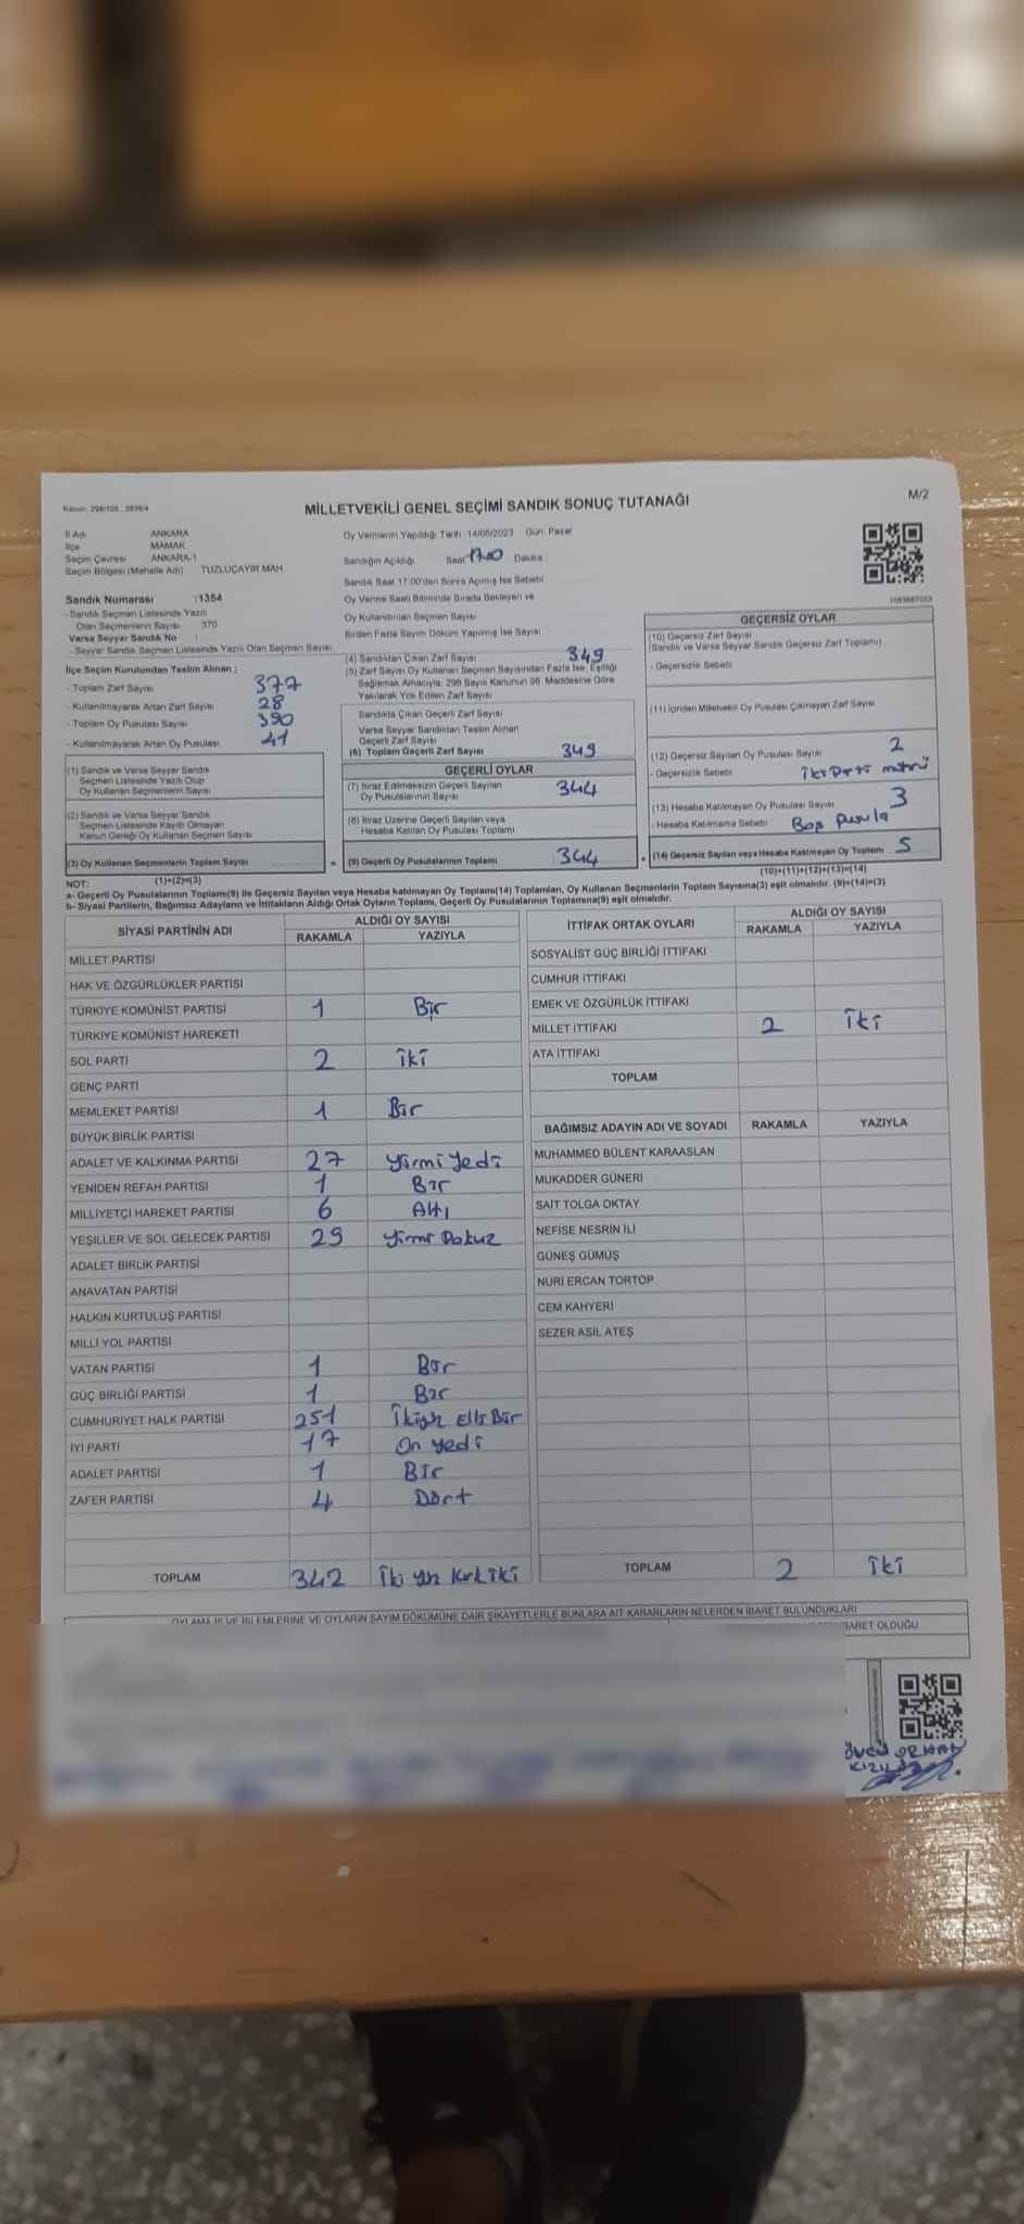 Kanun: 298/105 , 2839/4
MİLLETVEKİLİ GENEL SEÇİMİ SANDIK SONUÇ TUTANAĞI
M/2
İl Adı ANKARA
İlçe MAMAK
Seçim Çevresi ANKARA-1
Seçim Bölgesi (Mahalle Adı) TUZLUÇAYIR MAH.
Sandık Numarası :1354
- Sandık Seçmen Listesinde Yazılı
Olan Seçmenlerin Sayısı 370
Varsa Seyyar Sandık No :
- Seyyar Sandık Seçmen Listesinde Yazılı Olan Seçmen Sayısı
İlçe Seçim Kurulundan Teslim Alınan ;
- Toplam Zarf Sayısı 377
- Kullanılmayarak Artan Zarf Sayısı 28
- Toplam Oy Pusulası Sayısı 390
- Kullanılmayarak Artan Oy Pusulası 41
(1) Sandık ve Varsa Seyyar Sandık
Seçmen Listesinde Yazılı Olup
Oy Kullanan Seçmenlerin Sayısı
(2) Sandık ve Varsa Seyyar Sandık
Seçmen Listesinde Kayıtlı Olmayan
Kanun Gereği Oy Kullanan Seçmen Sayısı
(3) Oy Kullanan Seçmenlerin Toplam Sayısı
(1)+(2)=(3)
Oy Vermenin Yapıldığı Tarih 14/05/2023 Gün: Pazar
Sandığın Açıldığı Saat 17.00 Dakika :
Sandık Saat 17:00'den Sonra Açılmış İse Sebebi
Oy Verme Saati Bitiminde Sırada Bekleyen ve
Oy Kullandırılan Seçmen Sayısı
Birden Fazla Sayım Dökümü Yapılmış İse Sayısı
(4) Sandıktan Çıkan Zarf Sayısı 349
(5) Zarf Sayısı Oy Kullanan Seçmen Sayısından Fazla İse, Eşitliği
Sağlamak Amacıyla, 298 Sayılı Kanunun 98. Maddesine Göre
Yakılarak Yok Edilen Zarf Sayısı
Sandıkta Çıkan Geçerli Zarf Sayısı
Varsa Seyyar Sandıktan Teslim Alınan
Geçerli Zarf Sayısı
(6) Toplam Geçerli Zarf Sayısı 349
GEÇERLİ OYLAR
(7) İtiraz Edilmeksizin Geçerli Sayılan
Oy Pusulalarının Sayısı 344
(8) İtiraz Üzerine Geçerli Sayılan veya
Hesaba Katılan Oy Pusulası Toplamı
= (9) Geçerli Oy Pusulalarının Toplamı 344
GEÇERSİZ OYLAR
(10) Geçersiz Zarf Sayısı
(Sandık ve Varsa Seyyar Sandık Geçersiz Zarf Toplamı)
- Geçersizlik Sebebi
(11) İçinden Milletvekili Oy Pusulası Çıkmayan Zarf Sayısı
(12) Geçersiz Sayılan Oy Pusulası Sayısı 2
- Geçersizlik Sebebi İki Parti mührü
(13) Hesaba Katılmayan Oy Pusulası Sayısı 3
- Hesaba Katılmama Sebebi Boş pusula
+ (14) Geçersiz Sayılan veya Hesaba Katılmayan Oy Toplamı 5
(10)+(11)+(12)+(13)=(14)
NOT:
a- Geçerli Oy Pusulalarının Toplamı(9) ile Geçersiz Sayılan veya Hesaba katılmayan Oy Toplamı(14) Toplamları, Oy Kullanan Seçmenlerin Toplam Sayısına(3) eşit olmalıdır. (9)+(14)=(3)
b- Siyasi Partilerin, Bağımsız Adayların ve İttifakların Aldığı Ortak Oyların Toplamı, Geçerli Oy Pusulalarının Toplamına(9) eşit olmalıdır.
SİYASİ PARTİNİN ADI ALDIĞI OY SAYISI
RAKAMLA YAZIYLA
MİLLET PARTİSİ
HAK VE ÖZGÜRLÜKLER PARTİSİ
TÜRKİYE KOMÜNİST PARTİSİ 1 Bir
TÜRKİYE KOMÜNİST HAREKETİ
SOL PARTİ 2 iki
GENÇ PARTİ
MEMLEKET PARTİSİ 1 Bir
BÜYÜK BİRLİK PARTİSİ
ADALET VE KALKINMA PARTİSİ 27 yirmi yedi
YENİDEN REFAH PARTİSİ 1 Bir
MİLLİYETÇİ HAREKET PARTİSİ 6 Altı
YEŞİLLER VE SOL GELECEK PARTİSİ 29 yirmi Dokuz
ADALET BİRLİK PARTİSİ
ANAVATAN PARTİSİ
HALKIN KURTULUŞ PARTİSİ
MİLLİ YOL PARTİSİ
VATAN PARTİSİ 1 Bir
GÜÇ BİRLİĞİ PARTİSİ 1 Bir
CUMHURİYET HALK PARTİSİ 251 İkiyüz Elli Bir
İYİ PARTİ 17 On yedi
ADALET PARTİSİ 1 Bir
ZAFER PARTİSİ 4 Dört
TOPLAM 342 İki yüz kırk iki
İTTİFAK ORTAK OYLARI ALDIĞI OY SAYISI
RAKAMLA YAZIYLA
SOSYALİST GÜÇ BİRLİĞİ İTTİFAKI
CUMHUR İTTİFAKI
EMEK VE ÖZGÜRLÜK İTTİFAKI
MİLLET İTTİFAKI 2 iki
ATA İTTİFAKI
TOPLAM
BAĞIMSIZ ADAYIN ADI VE SOYADI RAKAMLA YAZIYLA
MUHAMMED BÜLENT KARAASLAN
MUKADDER GÜNERİ
SAİT TOLGA OKTAY
NEFİSE NESRİN İLİ
GÜNEŞ GÜMÜŞ
NURİ ERCAN TORTOP
CEM KAHYERİ
SEZER ASIL ATEŞ
TOPLAM 2 iki
OYLAMA İŞ VE İŞLEMLERİNE VE OYLARIN SAYIM DÖKÜMÜNE DAİR ŞİKAYETLERLE BUNLARA AİT KARARLARIN NELERDEN İBARET BULUNDUKLARI
İBARET OLDUĞU